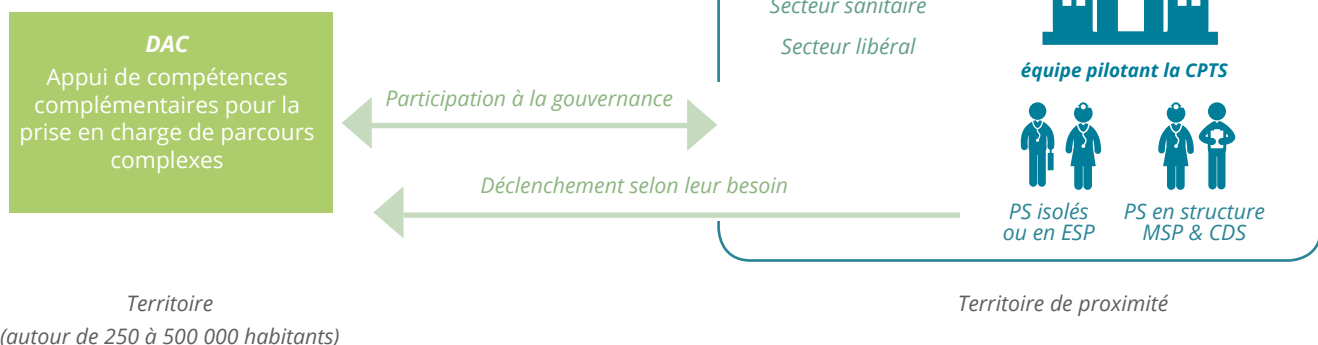 Secteur sanitaire
Secteur libéral
équipe pilotant la CPTS
DAC
Appui de compétences
complémentaires pour la
prise en charge de parcours
complexes
Participation à la gouvernance
Déclenchement selon leur besoin
PS isolés
ou en ESP
PS en structure
MSP & CDS
Territoire
(autour de 250 à 500 000 habitants)
Territoire de proximité